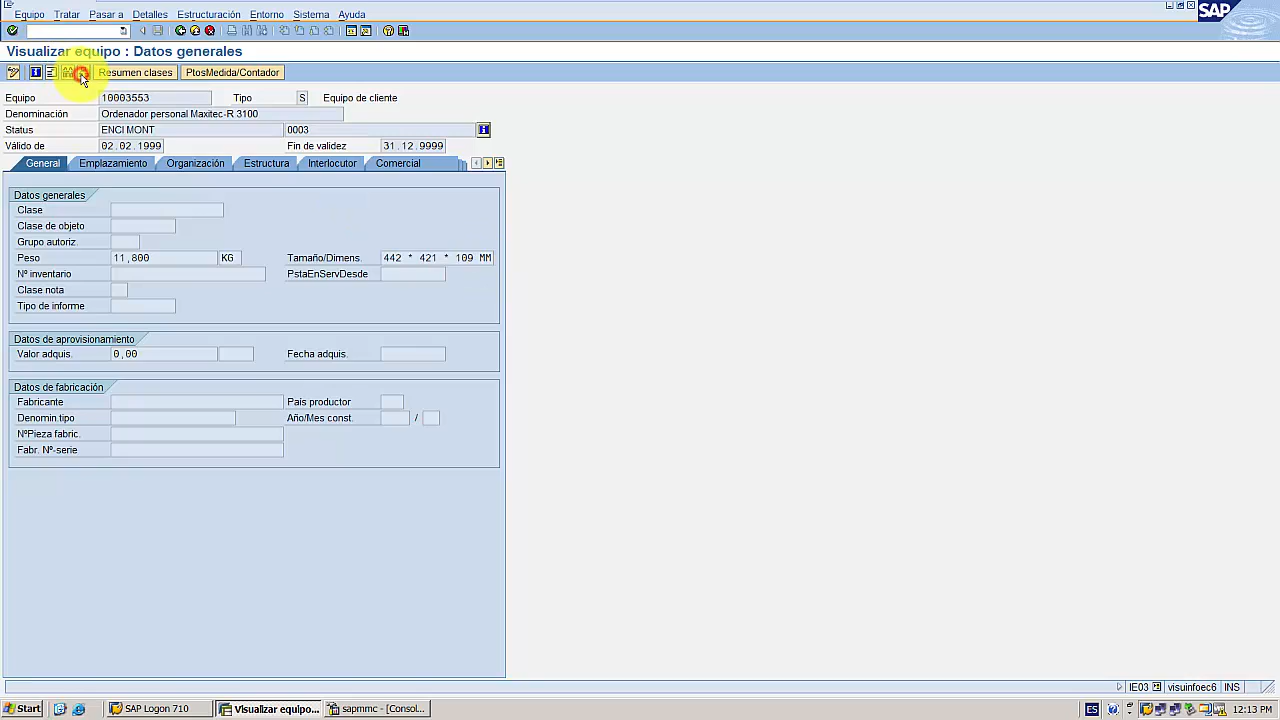 Equipo Tratar Pasar a Detalles Estructuración Entorno Sistema Ayuda
SAP
Visualizar equipo : Datos generales
Resumen clases PtosMedida/Contador
Equipo 10003553 Tipo S Equipo de cliente
Denominación Ordenador personal Maxitec-R 3100
Status ENCI MONT 0003
Válido de 02.02.1999 Fin de validez 31.12.9999
General Emplazamiento Organización Estructura Interlocutor Comercial
Datos generales
Clase
Clase de objeto
Grupo autoriz.
Peso 11,800 KG Tamaño/Dimens. 442 * 421 * 109 MM
Nº inventario PstaEnServDesde
Clase nota
Tipo de informe
Datos de aprovisionamiento
Valor adquis. 0,00 Fecha adquis.
Datos de fabricación
Fabricante País productor
Denomin.tipo Año/Mes const. /
NºPieza fabric.
Fabr. Nº-serie
IE03 visuinfoec6 INS
Start SAP Logon 710 Visualizar equipo... sapmmc - [Consol... ES 12:13 PM